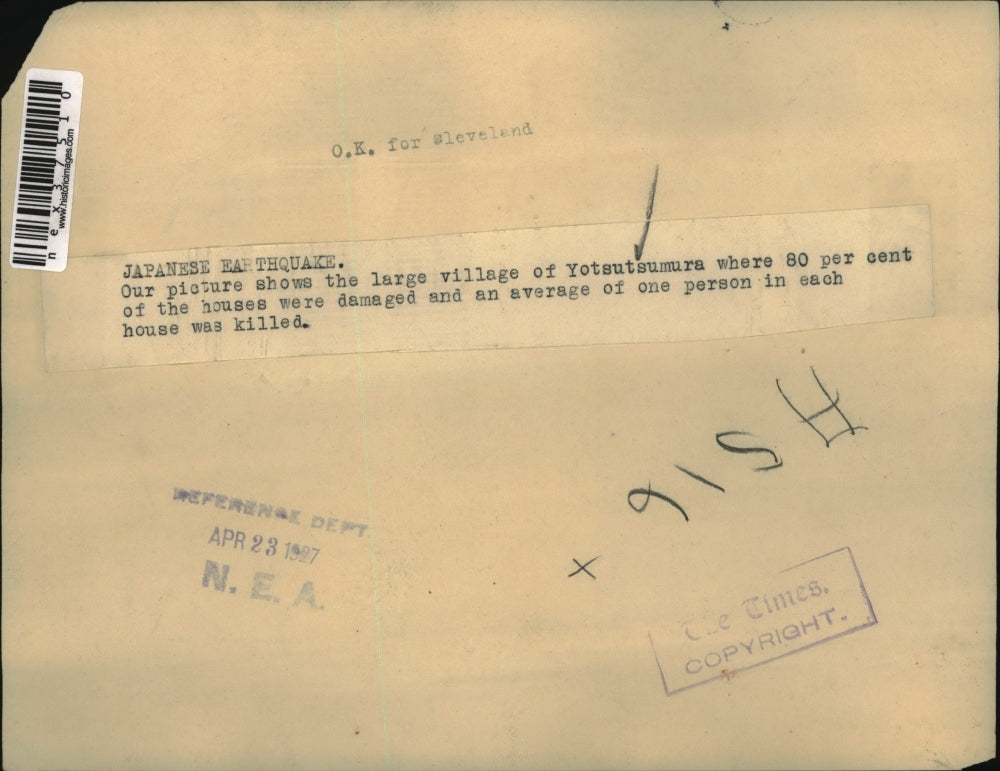 O.K. for Cleveland
JAPANESE EARTHQUAKE.
Our picture shows the large village of Yotsutsumura where 80 per cent
of the houses were damaged and an average of one person in each
house was killed.
REFERENCE DEPT
APR 23 1927
N. E. A.
The Times.
COPYRIGHT.
x
www.historicimages.com